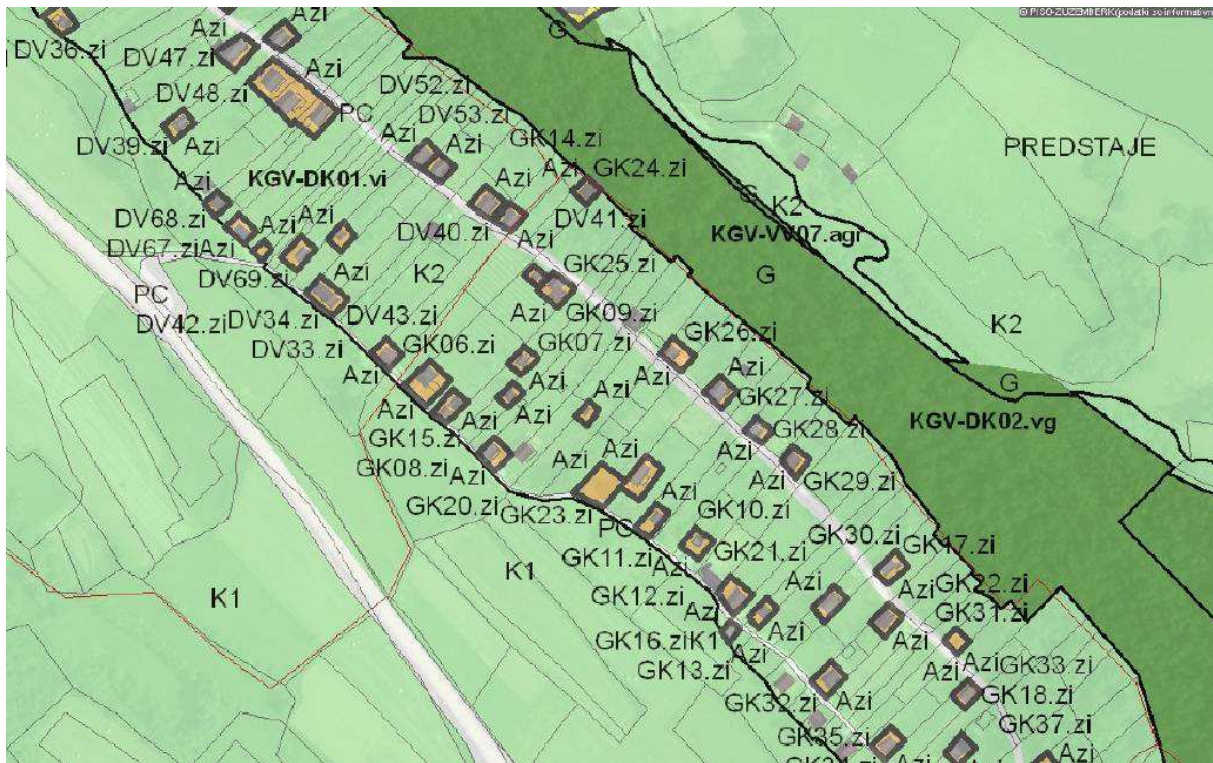 © PISO-ZUZEMBERK(podatki so informativn
Azi
G
DV36.zi
DV47.zi
Azi
DV52.zi
DV48.zi
PC
DV53.zi
GK14.zi
PREDSTAJE
DV39.zi
Azi
Azi
Azi
Azi
GK24.zi
KGV-DK01.vi
Azi
G
K2
Azi
DV68.zi
Azi
Azi
DV40.zi
DV41.zi
KGV-VV07.agr
DV67.zi
Azi
Azi
G
DV69.zi
K2
GK25.zi
PC
Azi
Azi
K2
DV42.zi
DV34.zi
DV43.zi
GK09.zi
DV33.zi
GK06.zi
GK07.zi
GK26.zi
Azi
Azi
Azi
Azi
G
Azi
Azi
Azi
Azi
GK27.zi
KGV-DK02.vg
GK15.zi
Azi
Azi
Azi
GK28.zi
GK08.zi
Azi
Azi
Azi
GK29.zi
GK20.zi
GK23.zi
Azi
GK10.zi
PC
GK30.zi
GK11.zi
GK21.zi
GK17.zi
K1
Azi
K1
GK12.zi
Azi
Azi
GK22.zi
Azi
GK31.zi
GK16.zi
K1
Azi
Azi
GK13.zi
Azi
Azi
Azi
GK33.zi
GK32.zi
Azi
GK18.zi
GK35.zi
GK37.zi
Azi
Azi
Azi